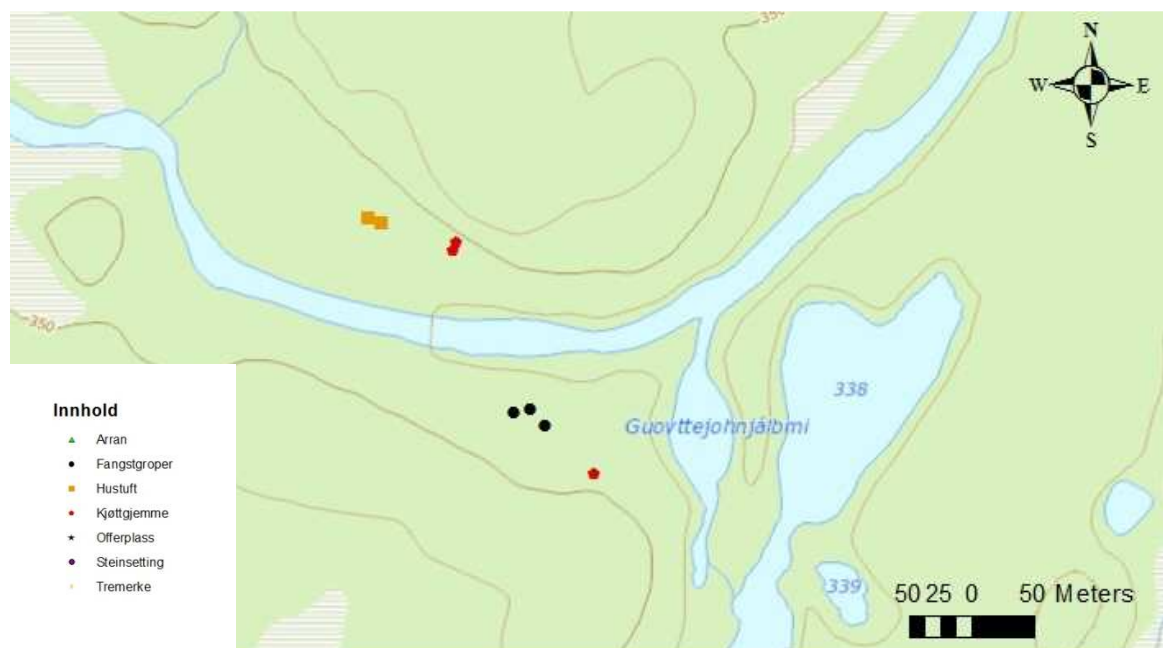 350
N
W E
S
350
338
Guovttejohnjálbmi
Innhold
Arran
Fangstgroper
Hustuft
Kjøttgjemme
Offerplass
Steinsetting
Tremerke
339
50 25 0 50 Meters